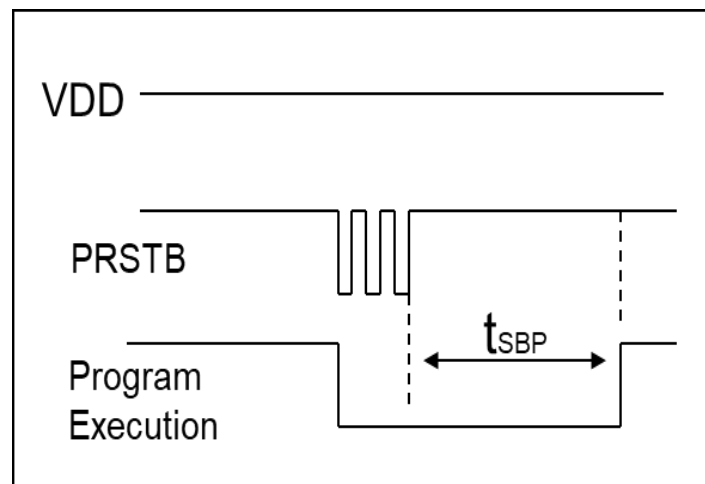 VDD
PRSTB
tSBP
Program
Execution